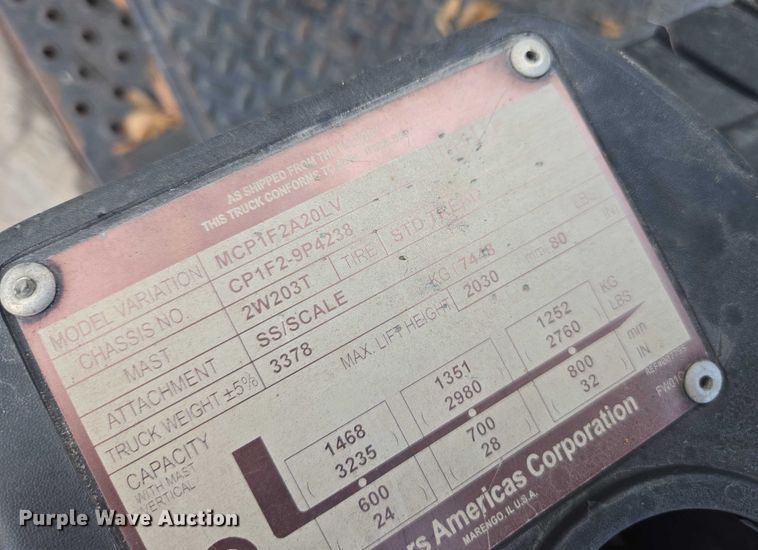 AS SHIPPED FROM THE
THIS TRUCK CONFORMS TO
MODEL VARIATION MCP1F2A20LV
CHASSIS NO. CP1F2-9P4238
MAST 2W203T TIRE STD TREAD
ATTACHMENT SS/SCALE
TRUCK WEIGHT ±5% 3378 KG 7448 LBS
MAX. LIFT HEIGHT 2030 mm 80 IN
CAPACITY 1468 1351 1252 KG
WITH MAST 3235 2980 2760 LBS
VERTICAL 600 700 800 mm
24 28 32 IN
rs Americas Corporation
MARENGO, IL U.S.A.
Purple Wave Auction